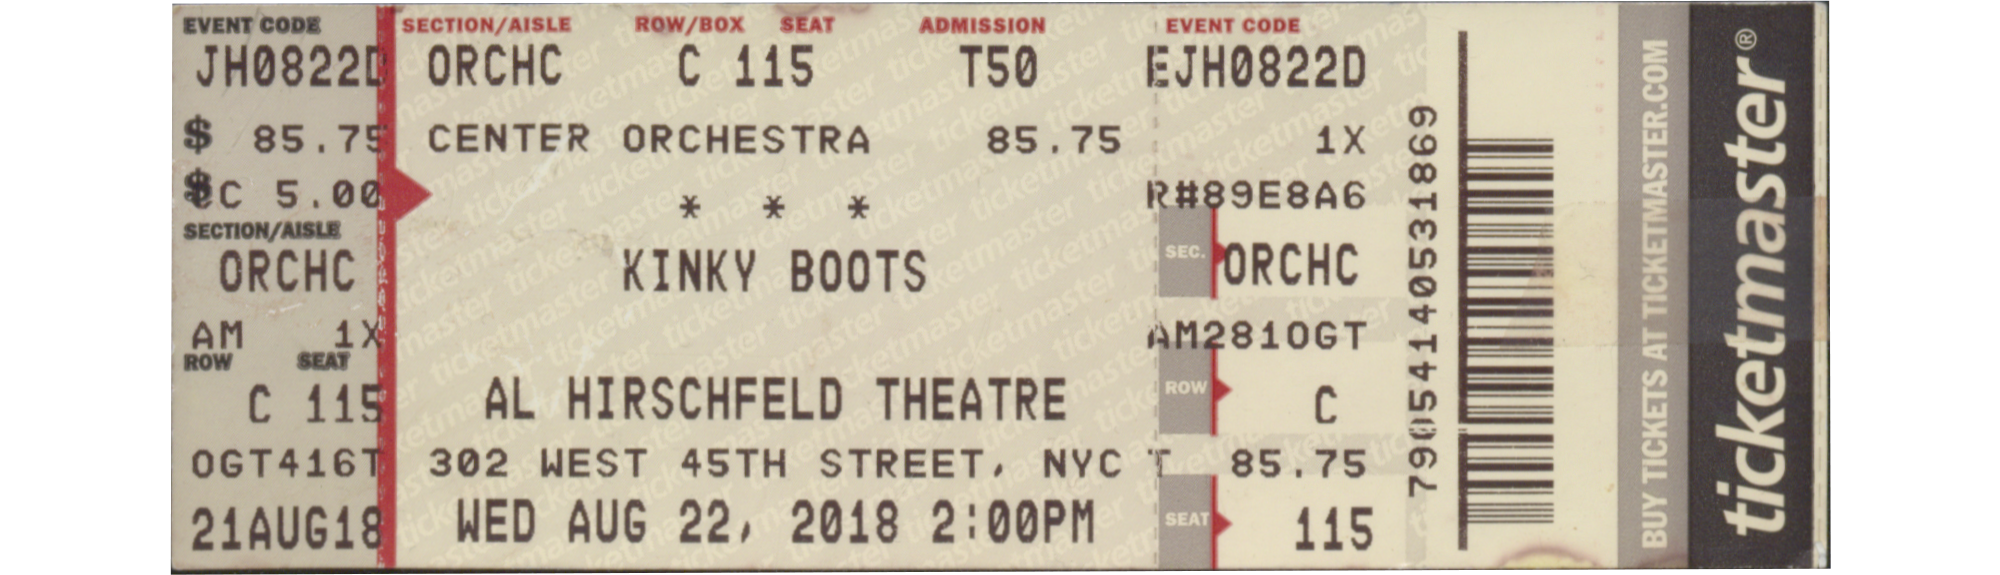 EVENT CODE
JH0822D
$ 85.75
C 5.00
SECTION/AISLE
ORCHC
AM 1X
ROW SEAT
C 115
OGT416T
21AUG18
SECTION/AISLE ROW/BOX SEAT ADMISSION
ORCHC C 115 T50
CENTER ORCHESTRA 85.75
* * *
KINKY BOOTS
AL HIRSCHFELD THEATRE
302 WEST 45TH STREET, NYC
WED AUG 22, 2018 2:00PM
EVENT CODE
EJH0822D
1X
R#89E8A6
SEC. ORCHC
AM281OGT
ROW C
T 85.75
SEAT 115
79054140531869
BUY TICKETS AT TICKETMASTER.COM
ticketmaster®